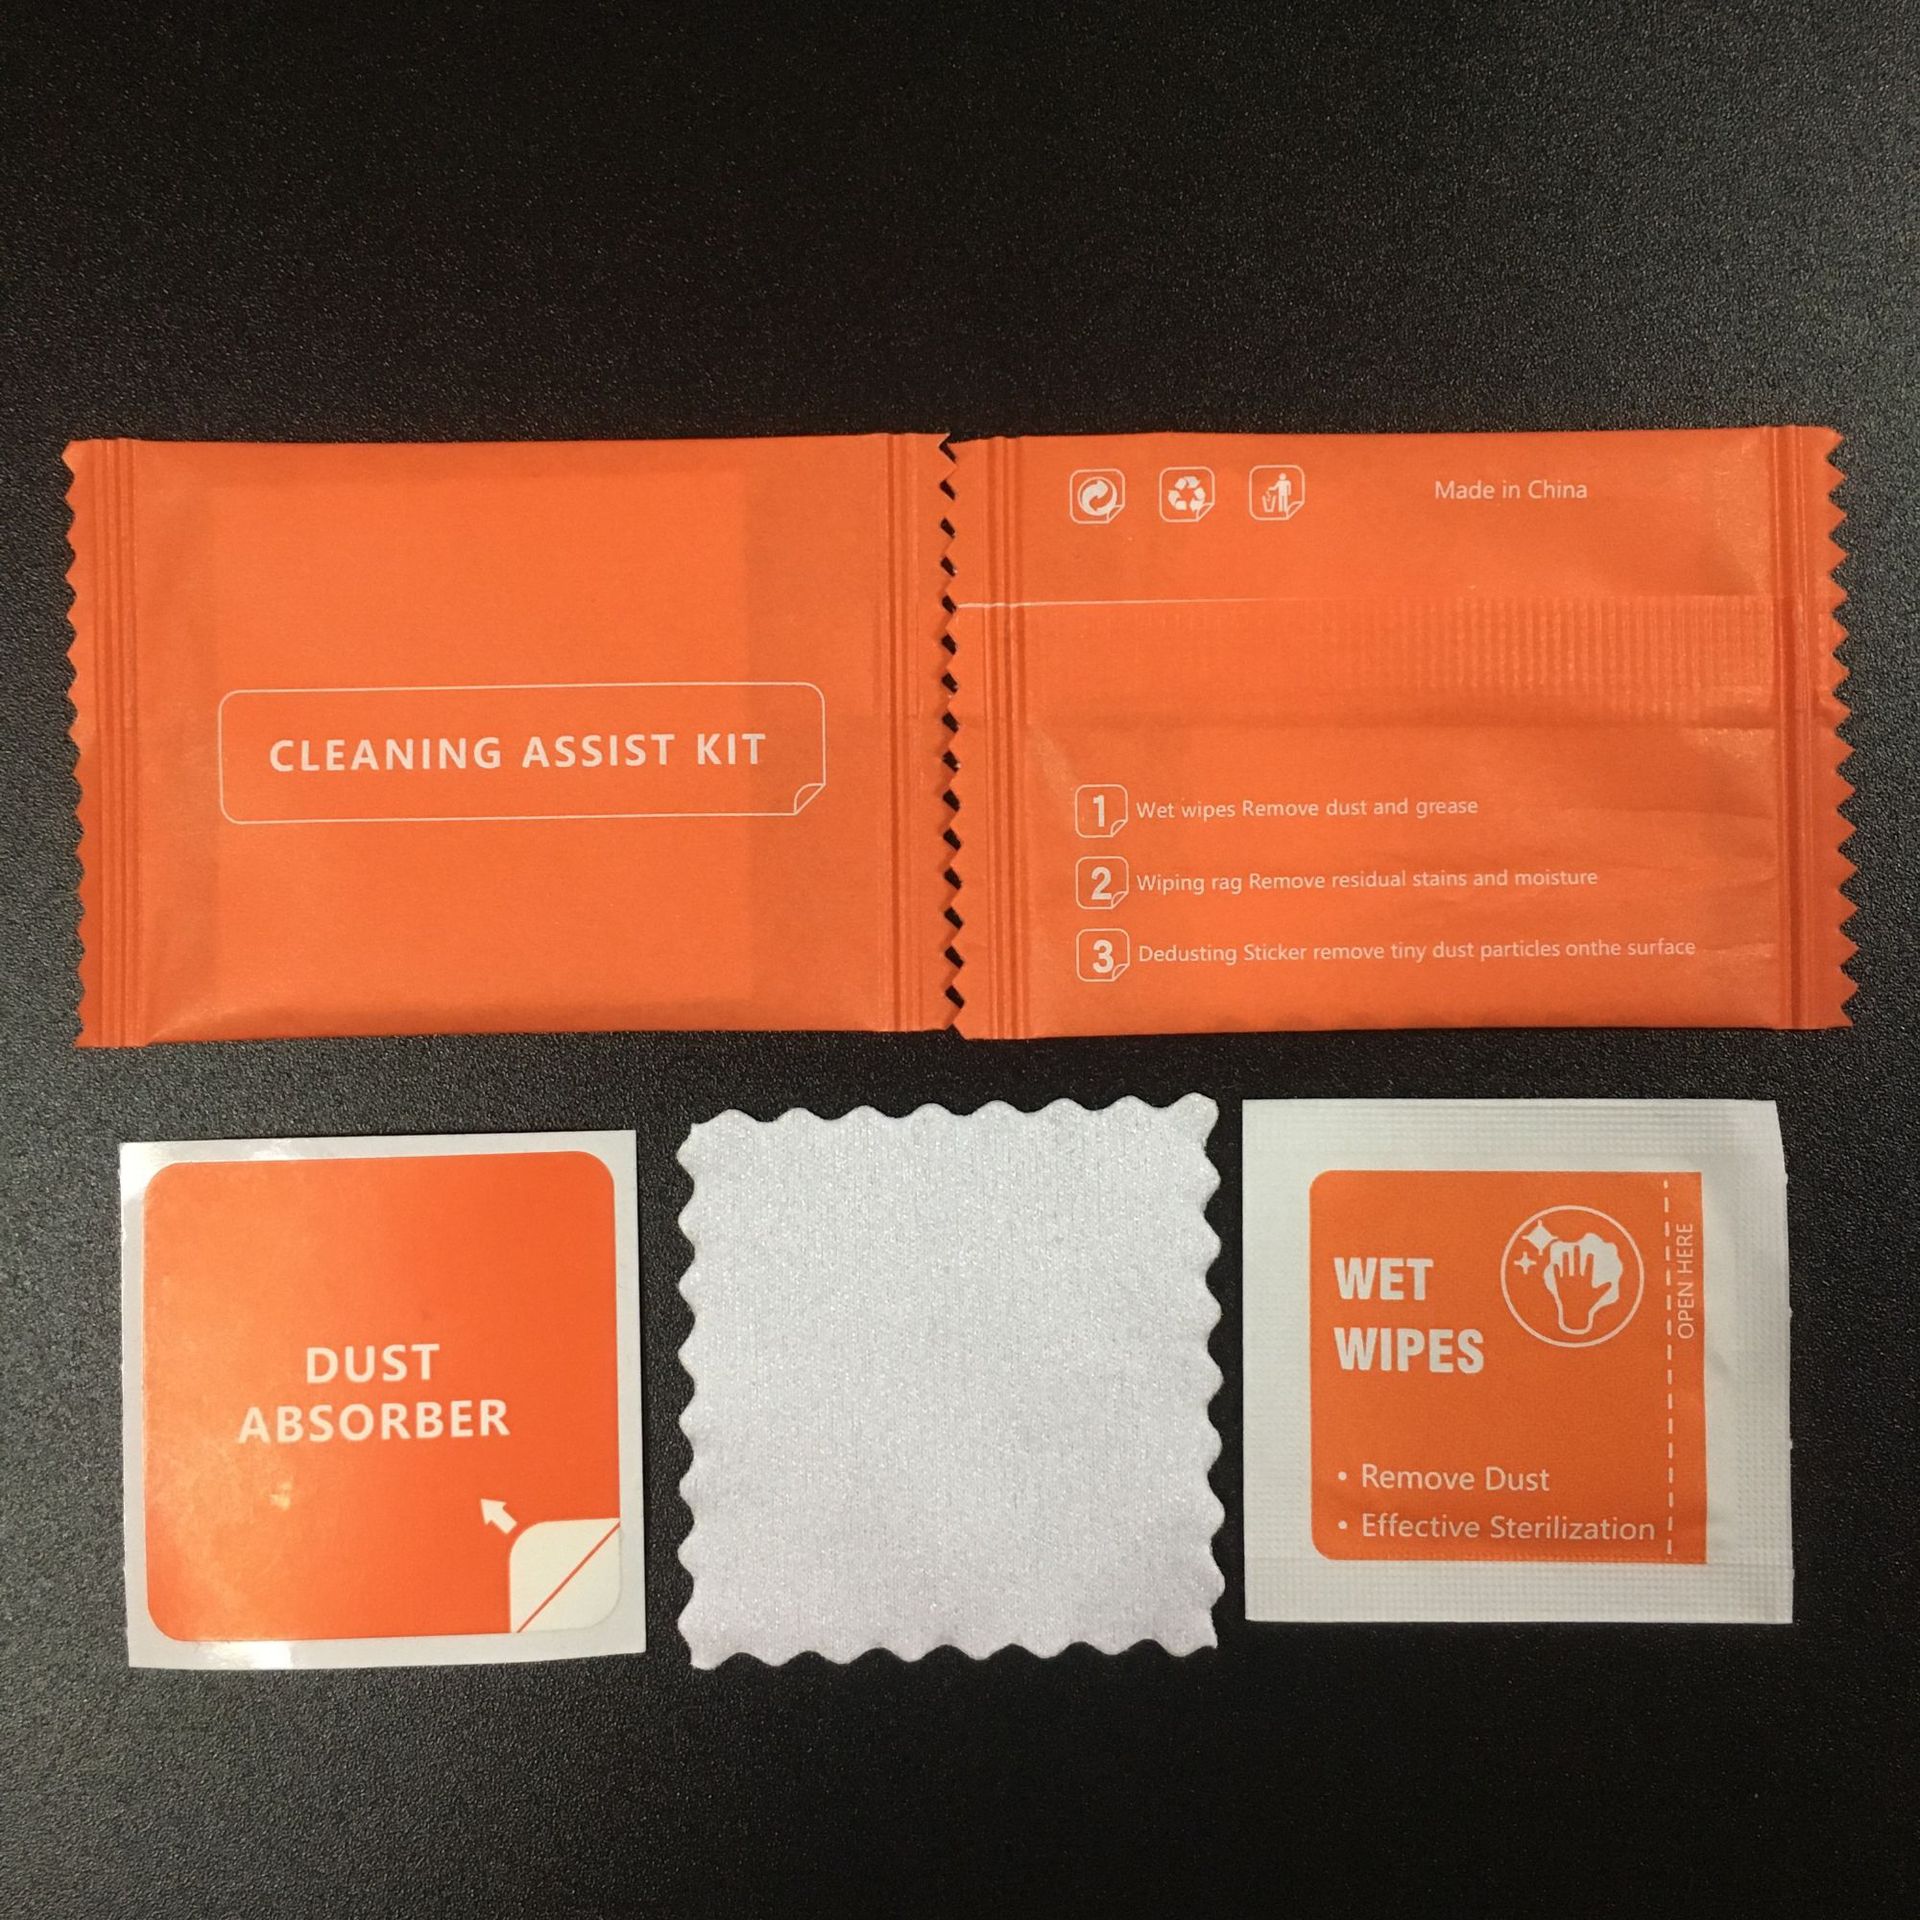 CLEANING ASSIST KIT
Made in China
1 Wet wipes Remove dust and grease
2 Wiping rag Remove residual stains and moisture
3 Dedusting Sticker remove tiny dust particles onthe surface
DUST
ABSORBER
WET
WIPES
OPEN HERE
• Remove Dust
• Effective Sterilization